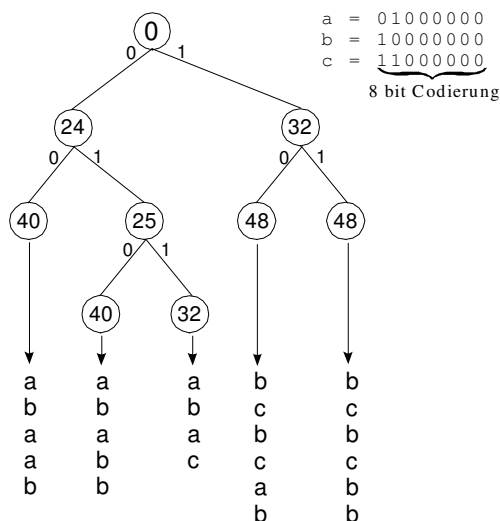 0
a = 01000000
b = 10000000
c = 11000000
8 bit Codierung
0 1
24 32
0 1 0 1
40 25 48 48
0 1
40 32
a a a b b
b b b c c
a a a b b
a b c c c
b b a b
b b